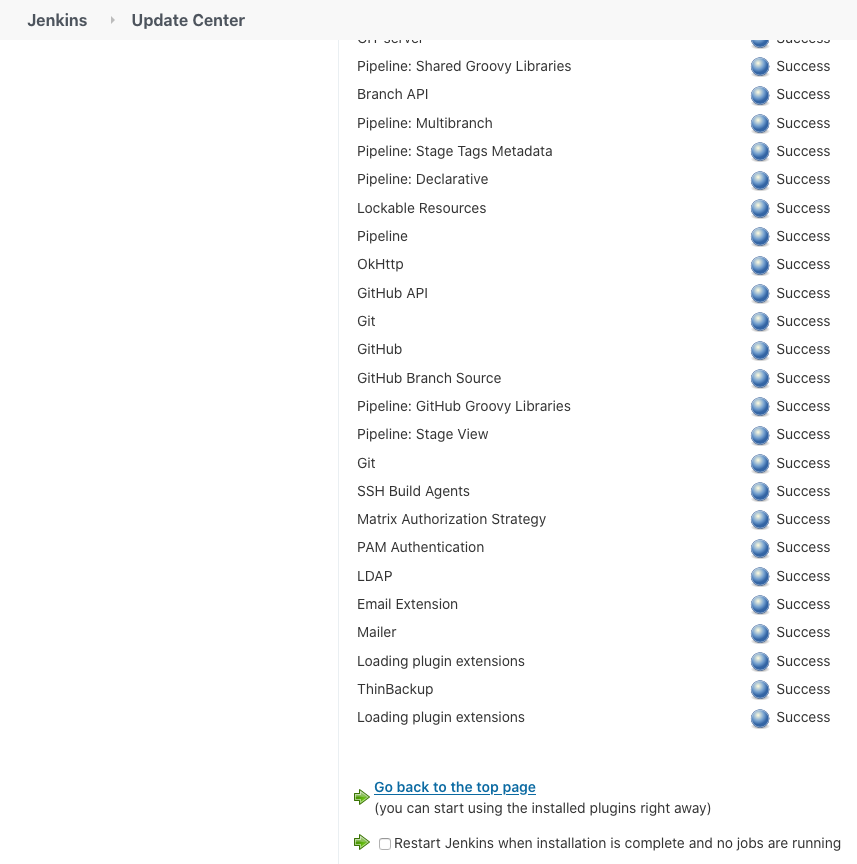 Jenkins Update Center
Success
Pipeline: Shared Groovy Libraries Success
Branch API Success
Pipeline: Multibranch Success
Pipeline: Stage Tags Metadata Success
Pipeline: Declarative Success
Lockable Resources Success
Pipeline Success
OkHttp Success
GitHub API Success
Git Success
GitHub Success
GitHub Branch Source Success
Pipeline: GitHub Groovy Libraries Success
Pipeline: Stage View Success
Git Success
SSH Build Agents Success
Matrix Authorization Strategy Success
PAM Authentication Success
LDAP Success
Email Extension Success
Mailer Success
Loading plugin extensions Success
ThinBackup Success
Loading plugin extensions Success
Go back to the top page
(you can start using the installed plugins right away)
Restart Jenkins when installation is complete and no jobs are running